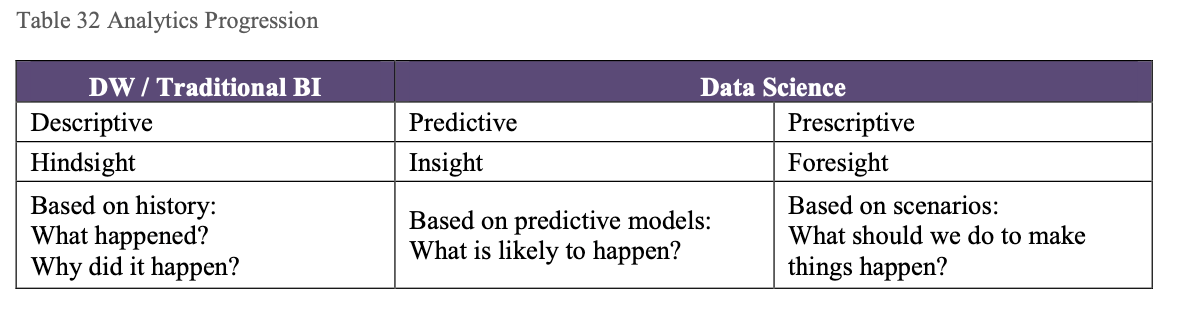 Table 32 Analytics Progression
DW / Traditional BI
Data Science
Descriptive
Predictive
Prescriptive
Hindsight
Insight
Foresight
Based on history:
What happened?
Why did it happen?
Based on predictive models:
What is likely to happen?
Based on scenarios:
What should we do to make
things happen?